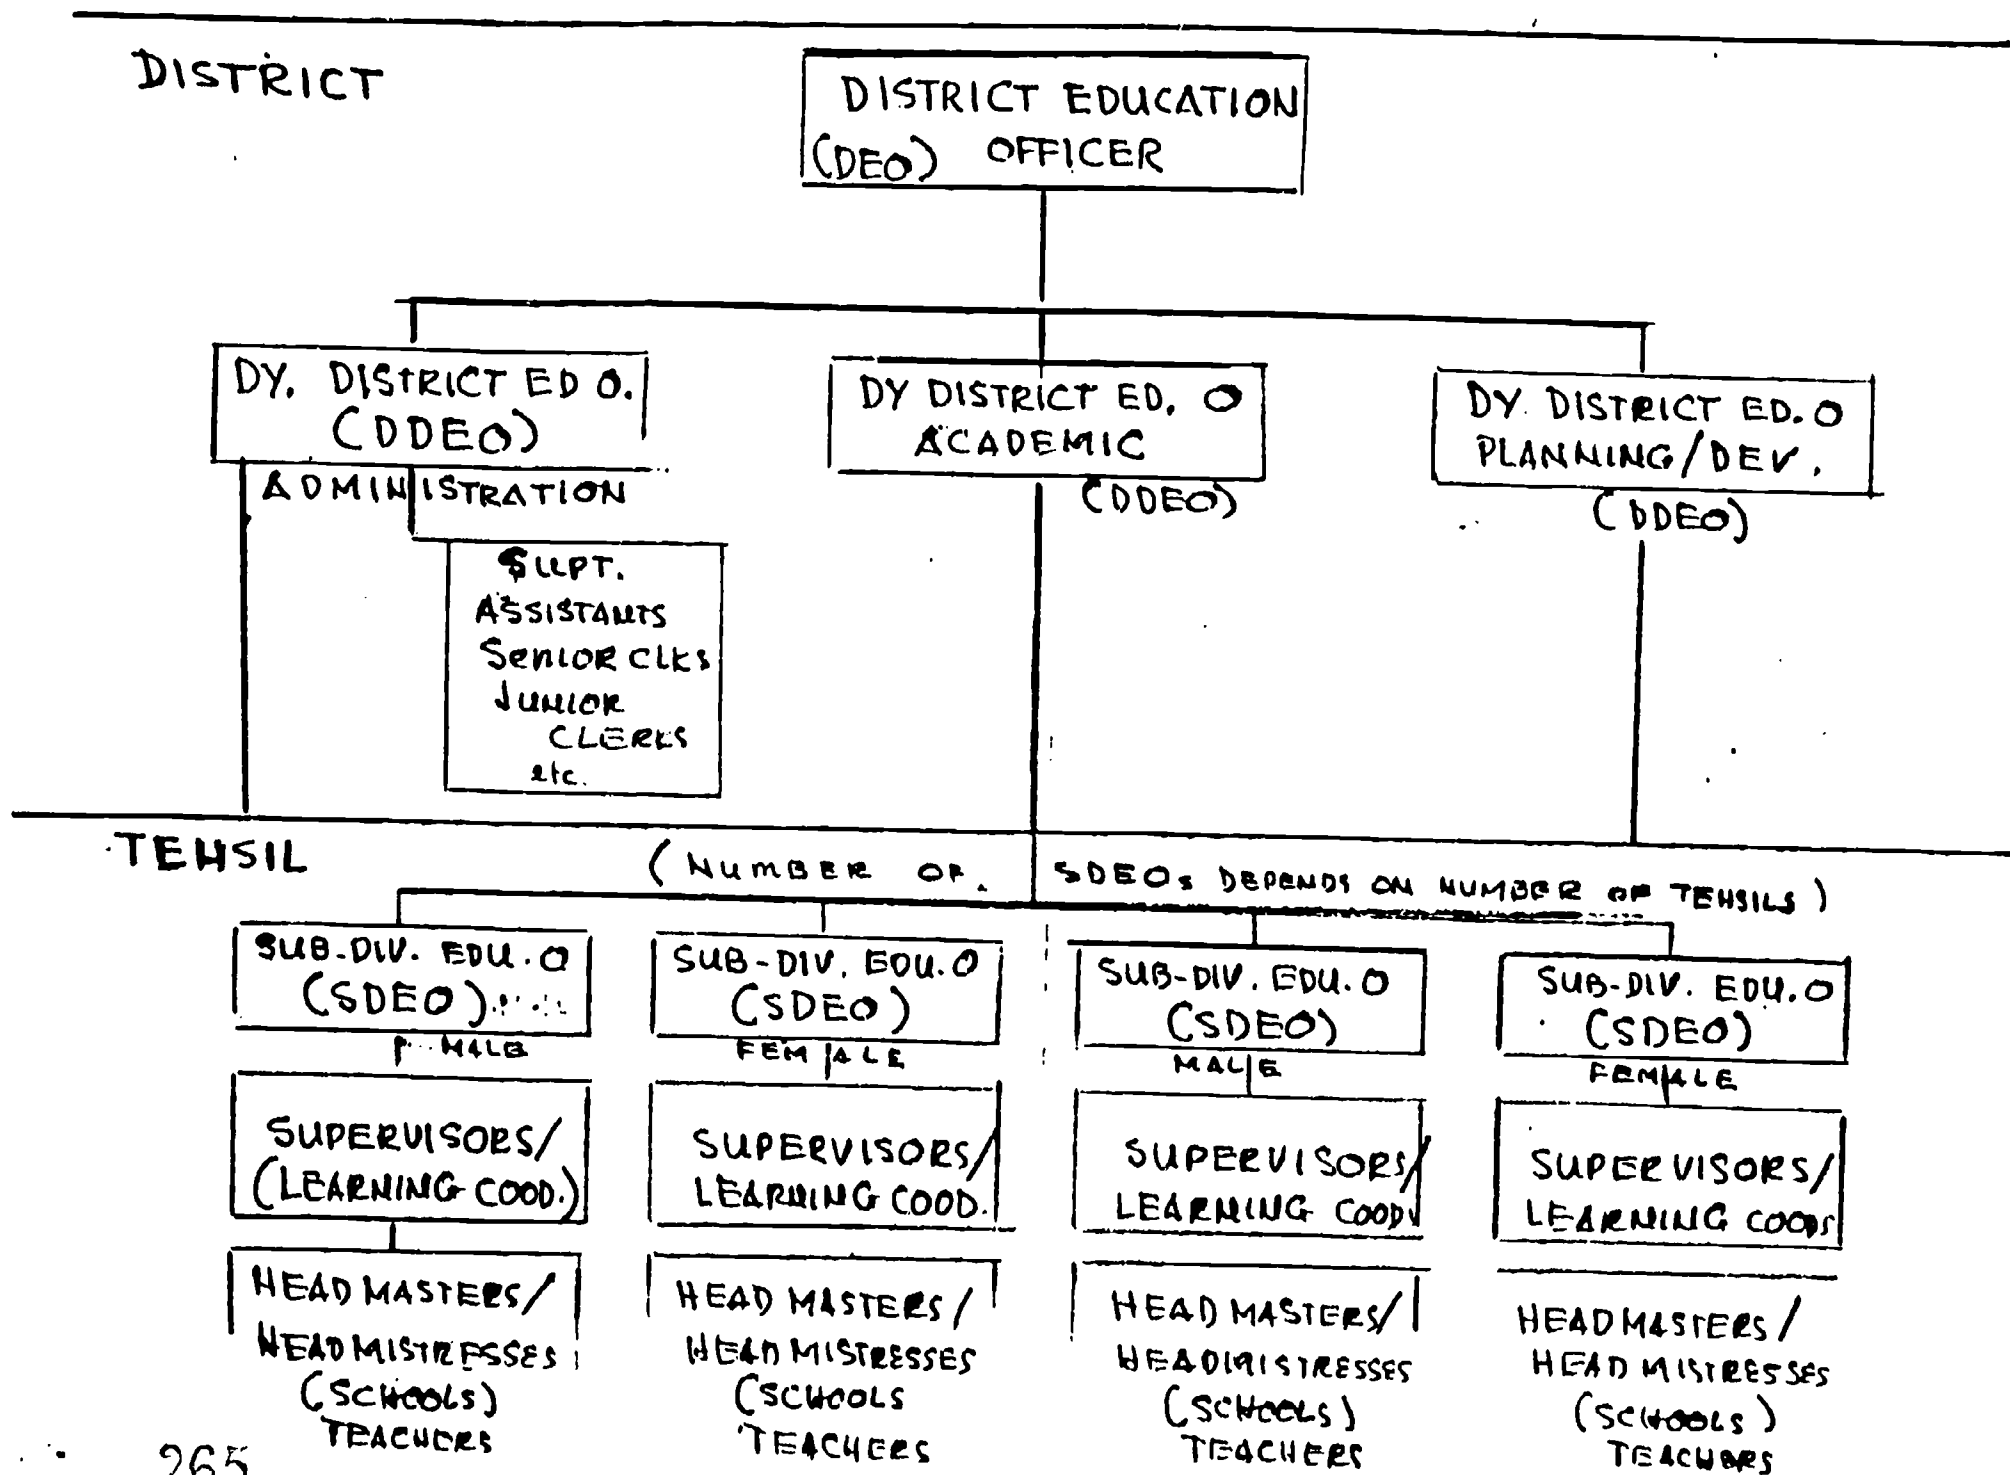 DISTRICT
DISTRICT EDUCATION
(DEO) OFFICER
DY. DISTRICT ED O.
(DDEO)
ADMINISTRATION
DY DISTRICT ED. O
ACADEMIC
(DDEO)
DY. DISTRICT ED. O
PLANNING/DEV.
(DDEO)
SUPT.
ASSISTANTS
SENIOR CLKS
JUNIOR
CLERKS
etc.
TEHSIL
(NUMBER OF. SDEOs DEPENDS ON NUMBER OF TEHSILS)
SUB-DIV. EDU. O
(SDEO)
MALE
SUB-DIV. EDU. O
(SDEO)
FEMALE
SUB-DIV. EDU. O
(SDEO)
MALE
SUB-DIV. EDU. O
(SDEO)
FEMALE
SUPERVISORS/
(LEARNING COOD.)
SUPERVISORS/
LEARNING COOD.
SUPERVISORS/
LEARNING COOD
SUPERVISORS/
LEARNING COODS
HEAD MASTERS/
HEADMISTRESSES
(SCHOOLS)
TEACHERS
HEAD MASTERS/
HEAD MISTRESSES
(SCHOOLS
TEACHERS
HEAD MASTERS/
HEADMISTRESSES
(SCHOOLS)
TEACHERS
HEADMASTERS/
HEAD MISTRESSES
(SCHOOLS)
TEACHERS
265